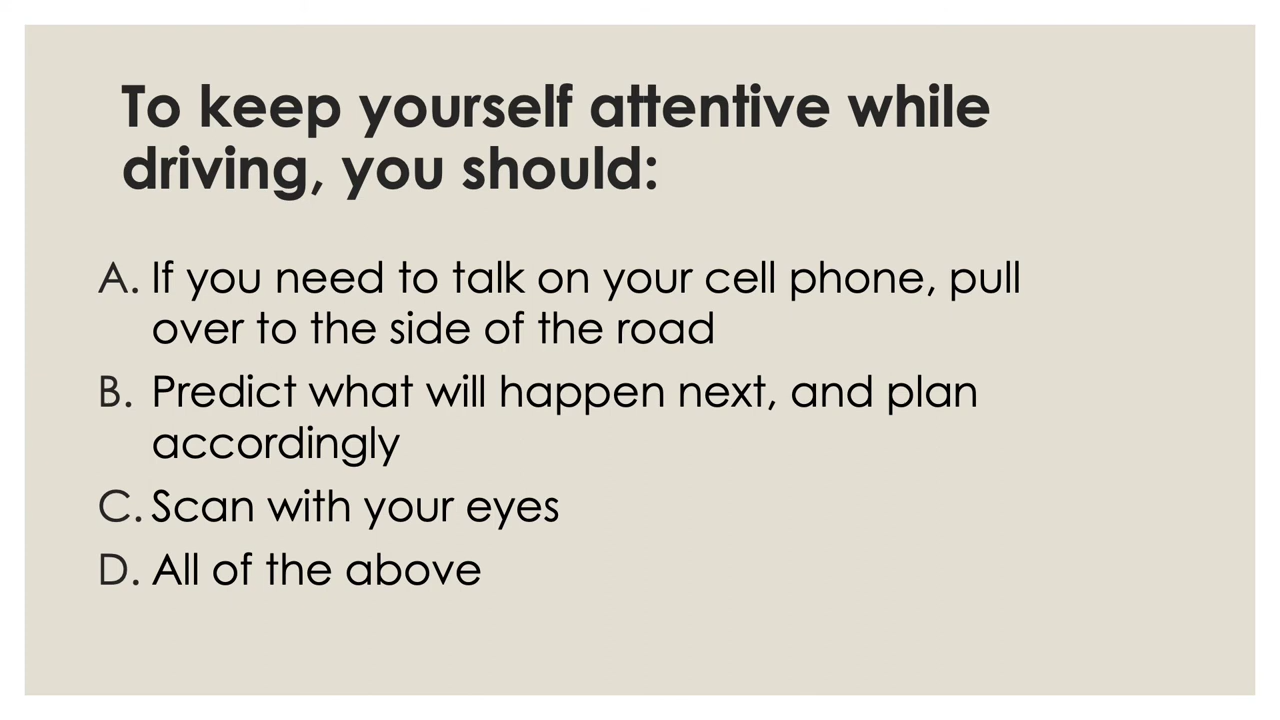 To keep yourself attentive while
driving, you should:
A. If you need to talk on your cell phone, pull
over to the side of the road
B. Predict what will happen next, and plan
accordingly
C. Scan with your eyes
D. All of the above